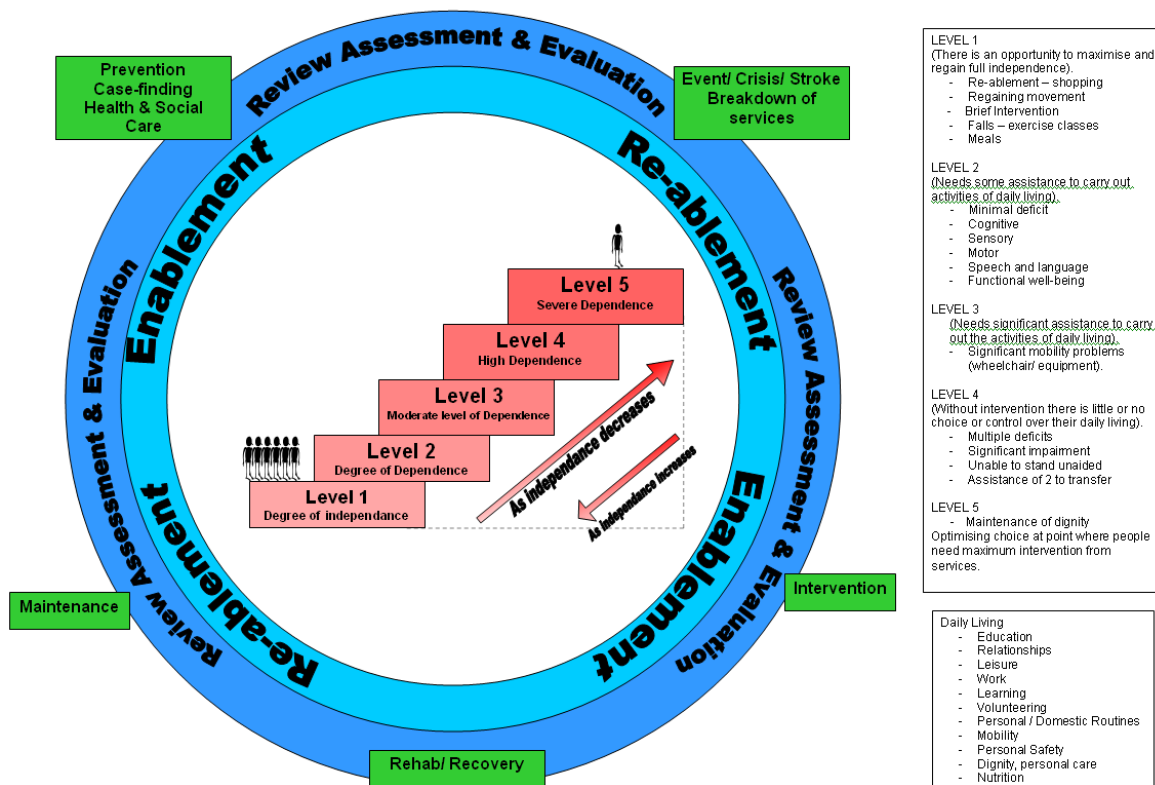 Review Assessment & Evaluation
Prevention
Case-finding
Health & Social
Care
Event/ Crisis/ Stroke
Breakdown of
services
Enablement
Re-ablement
Review Assessment & Evaluation
Review Assessment & Evaluation
Level 5
Severe Dependence
Level 4
High Dependence
Level 3
Moderate level of Dependence
Level 2
Degree of Dependence
Level 1
Degree of independance
As independance decreases
As independance increases
Re-ablement
Enablement
Maintenance
Intervention
Rehab/ Recovery
LEVEL 1
(There is an opportunity to maximise and
regain full independence).
- Re-ablement – shopping
- Regaining movement
- Brief Intervention
- Falls – exercise classes
- Meals
LEVEL 2
(Needs some assistance to carry out
activities of daily living).
- Minimal deficit
- Cognitive
- Sensory
- Motor
- Speech and language
- Functional well-being
LEVEL 3
(Needs significant assistance to carry
out the activities of daily living).
- Significant mobility problems
(wheelchair/ equipment).
LEVEL 4
(Without intervention there is little or no
choice or control over their daily living).
- Multiple deficits
- Significant impairment
- Unable to stand unaided
- Assistance of 2 to transfer
LEVEL 5
- Maintenance of dignity
Optimising choice at point where people
need maximum intervention from
services.
Daily Living
- Education
- Relationships
- Leisure
- Work
- Learning
- Volunteering
- Personal / Domestic Routines
- Mobility
- Personal Safety
- Dignity, personal care
- Nutrition